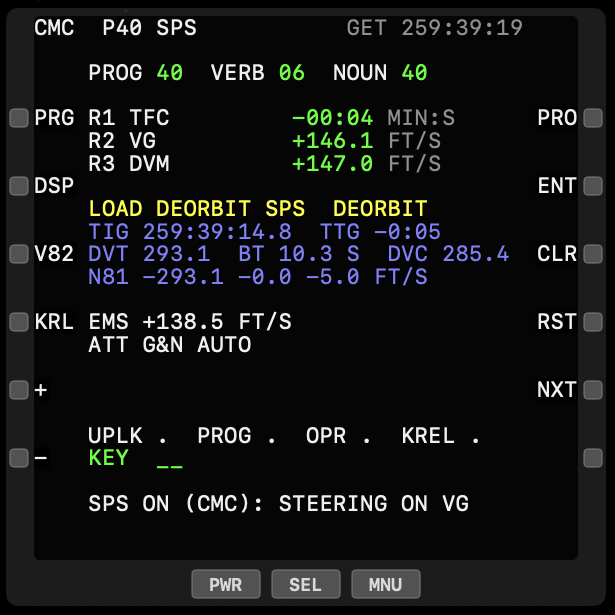 CMC P40 SPS GET 259:39:19
PROG 40 VERB 06 NOUN 40
PRG R1 TFC -00:04 MIN:S PRO
R2 VG +146.1 FT/S
R3 DVM +147.0 FT/S
DSP ENT
LOAD DEORBIT SPS DEORBIT
TIG 259:39:14.8 TTG -0:05
V82 DVT 293.1 BT 10.3 S DVC 285.4 CLR
N81 -293.1 -0.0 -5.0 FT/S
KRL EMS +138.5 FT/S RST
ATT G&N AUTO
+ NXT
UPLK . PROG . OPR . KREL .
- KEY __
SPS ON (CMC): STEERING ON VG
PWR SEL MNU